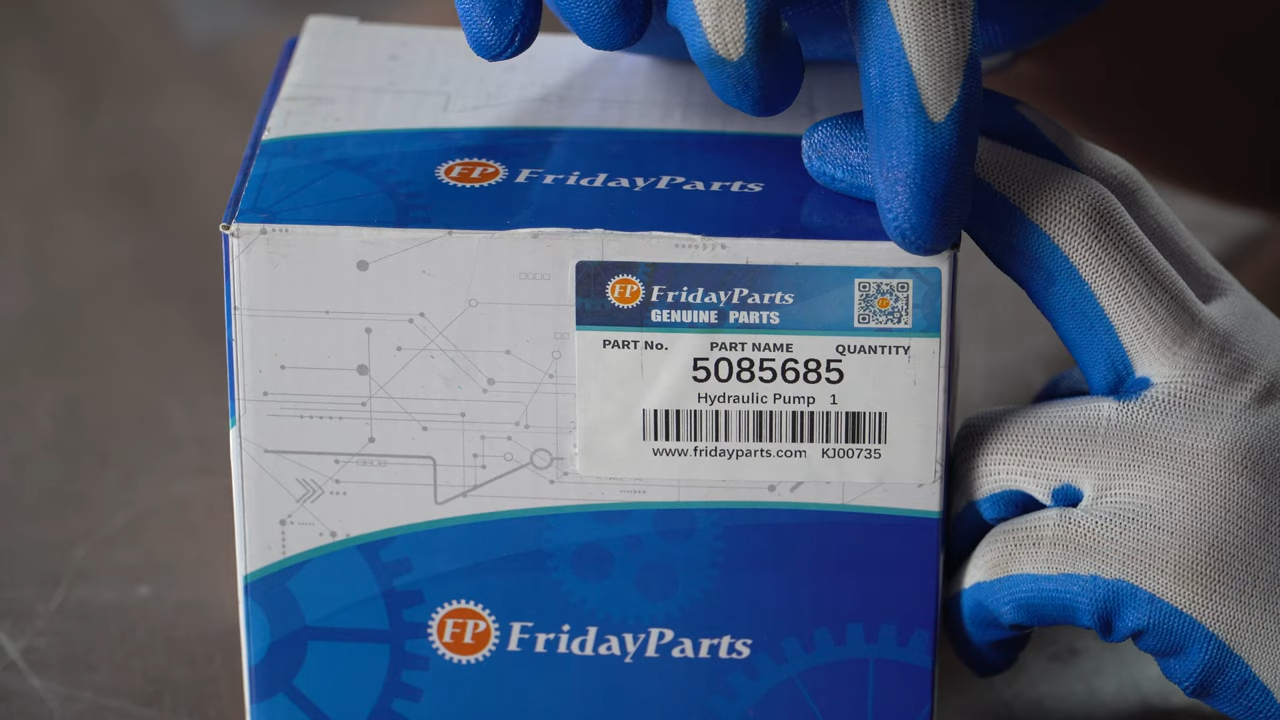 FP FridayParts
FP FridayParts
GENUINE PARTS
PART No. PART NAME QUANTITY
5085685
Hydraulic Pump 1
www.fridayparts.com KJ00735
FP FridayParts